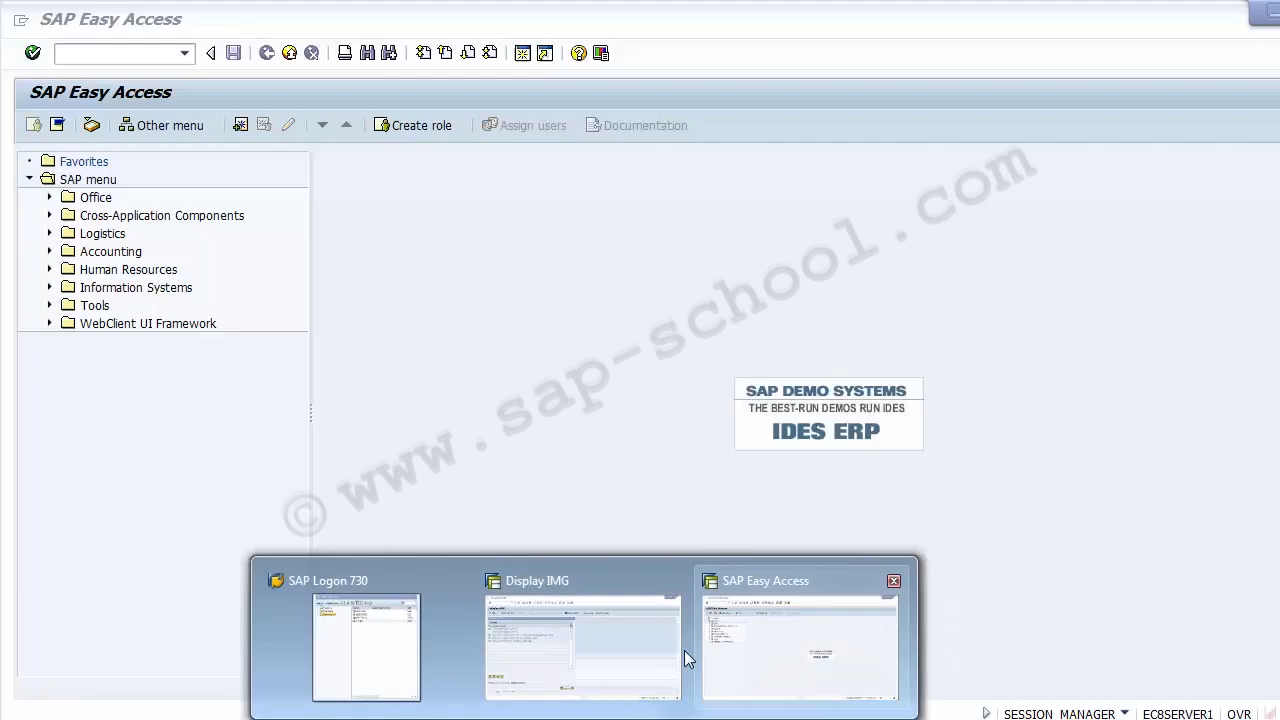 SAP Easy Access
SAP Easy Access
Other menu
Create role
Assign users
Documentation
Favorites
SAP menu
Office
Cross-Application Components
Logistics
Accounting
Human Resources
Information Systems
Tools
WebClient UI Framework
© www.sap-school.com
SAP DEMO SYSTEMS
THE BEST-RUN DEMOS RUN IDES
IDES ERP
SAP Logon 730
Display IMG
SAP Easy Access
SESSION_MANAGER
EC8SERVER1
OVR